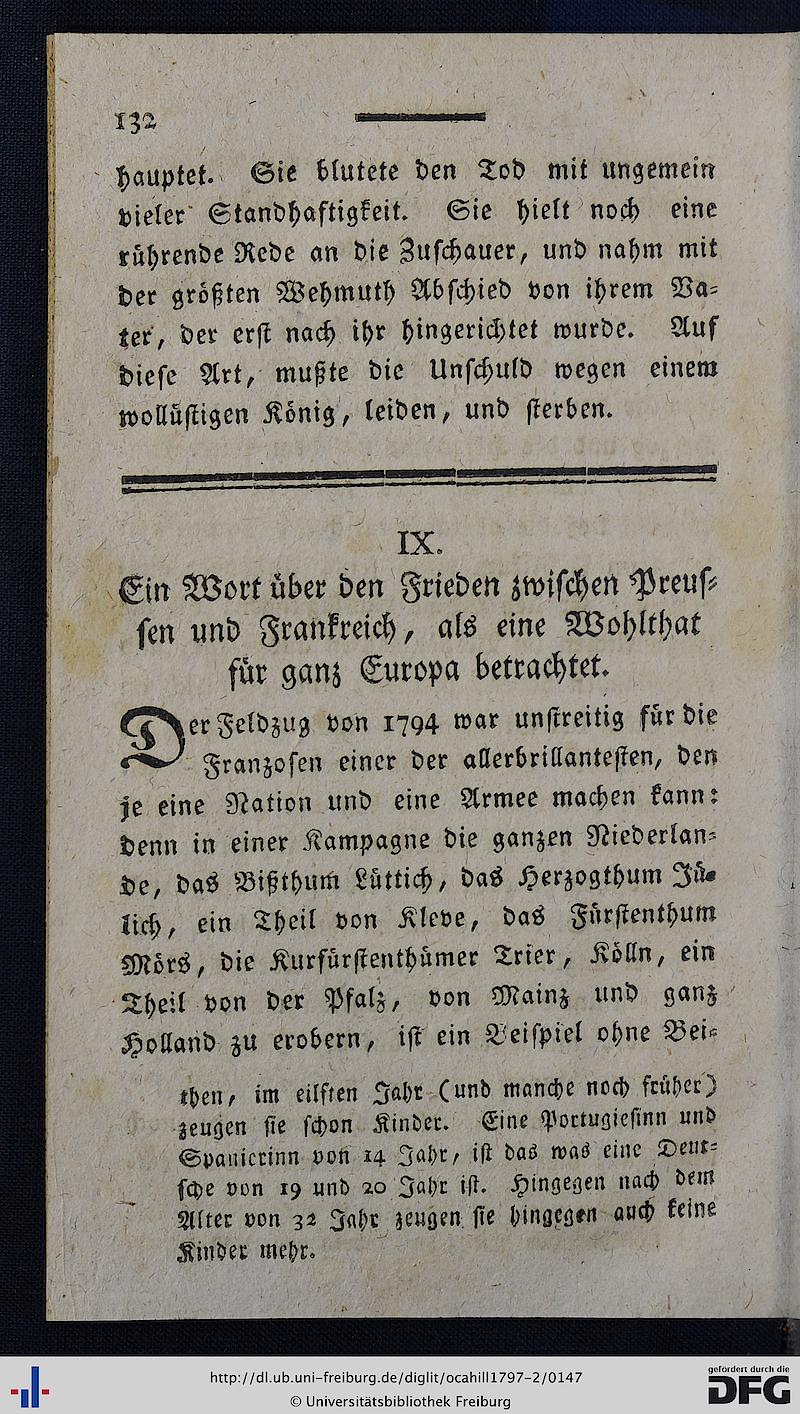 132
hauptet. Sie blutete den Tod mit ungemein
vieler Standhaftigkeit. Sie hielt noch eine
rührende Rede an die Zuschauer, und nahm mit
der größten Wehmuth Abschied von ihrem Va-
ter, der erst nach ihr hingerichtet wurde. Auf
diese Art, mußte die Unschuld wegen einem
wollüstigen König, leiden, und sterben.
IX.
Ein Wort über den Frieden zwischen Preus-
sen und Frankreich, als eine Wohlthat
für ganz Europa betrachtet.
Der Feldzug von 1794 war unstreitig für die
Franzosen einer der allerbrillantesten, den
je eine Nation und eine Armee machen kann:
denn in einer Kampagne die ganzen Niederlan-
de, das Bißthum Lüttich, das Herzogthum Jü-
lich, ein Theil von Kleve, das Fürstenthum
Mörs, die Kurfürstenthümer Trier, Kölln, ein
Theil von der Pfalz, von Mainz und ganz
Holland zu erobern, ist ein Beispiel ohne Bei-
then, im eilften Jahr (und manche noch früher)
zeugen sie schon Kinder. Eine Portugiesinn und
Spanierinn von 14 Jahr, ist das was eine Deut-
sche von 19 und 20 Jahr ist. Hingegen nach dem
Alter von 32 Jahr zeugen sie hingegen auch keine
Kinder mehr.
http://dl.ub.uni-freiburg.de/diglit/ocahill1797-2/0147
© Universitätsbibliothek Freiburg
gefördert durch die
DFG